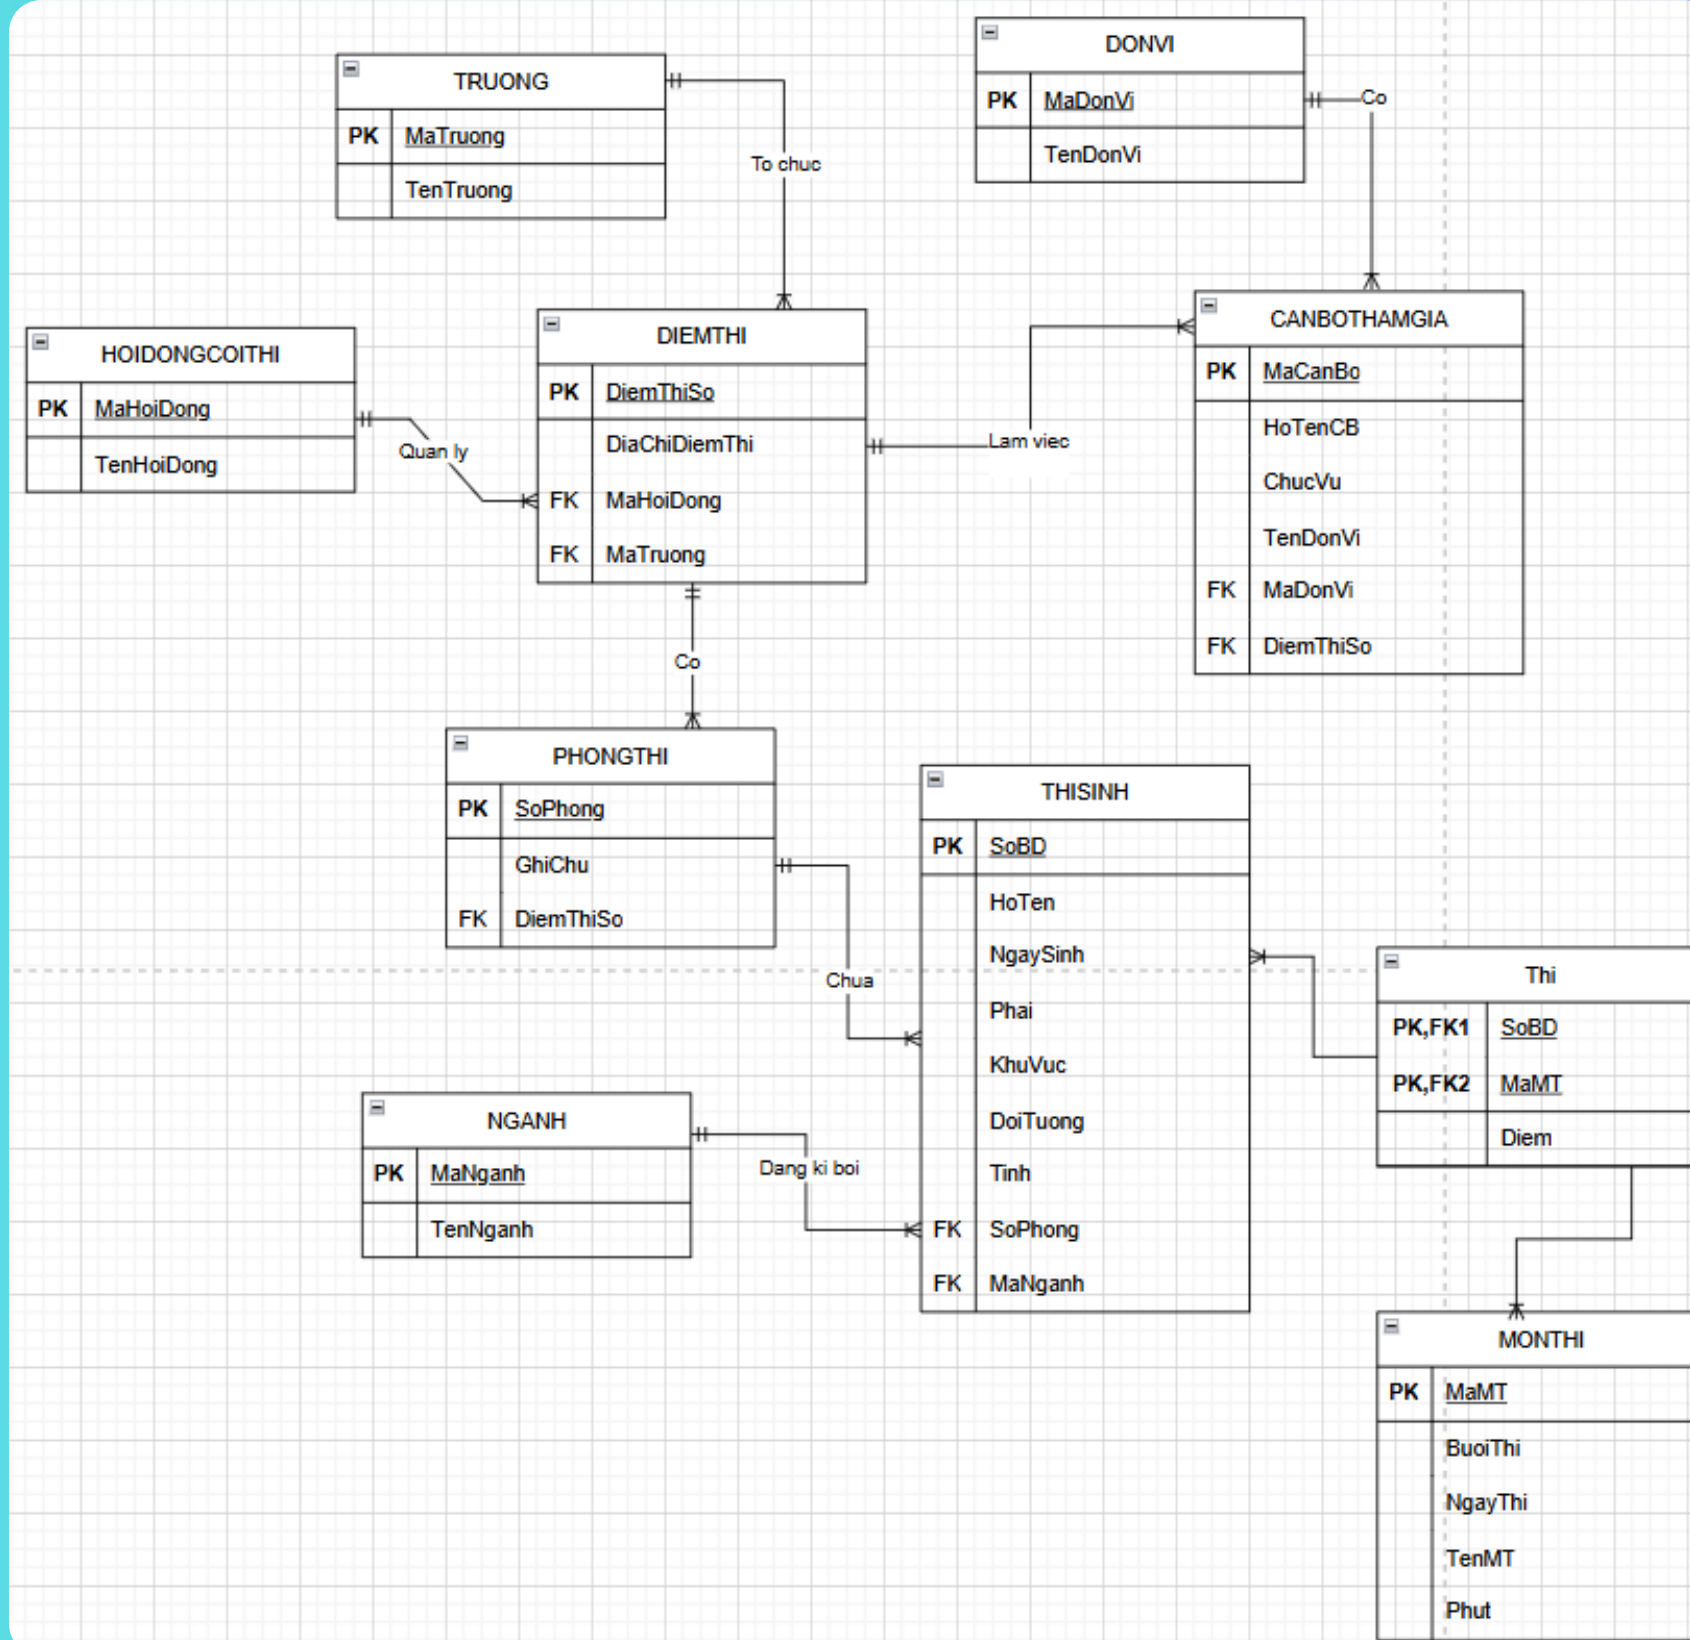 DONVI
PK MaDonVi
TenDonVi
Co
TRUONG
PK MaTruong
TenTruong
To chuc
HOIDONGCOITHI
PK MaHoiDong
TenHoiDong
Quan ly
DIEMTHI
PK DiemThiSo
DiaChiDiemThi
FK MaHoiDong
FK MaTruong
Lam viec
CANBOTHAMGIA
PK MaCanBo
HoTenCB
ChucVu
TenDonVi
FK MaDonVi
FK DiemThiSo
Co
PHONGTHI
PK SoPhong
GhiChu
FK DiemThiSo
Chua
THISINH
PK SoBD
HoTen
NgaySinh
Phai
KhuVuc
DoiTuong
Tinh
FK SoPhong
FK MaNganh
NGANH
PK MaNganh
TenNganh
Dang ki boi
Thi
PK,FK1 SoBD
PK,FK2 MaMT
Diem
MONTHI
PK MaMT
BuoiThi
NgayThi
TenMT
Phut